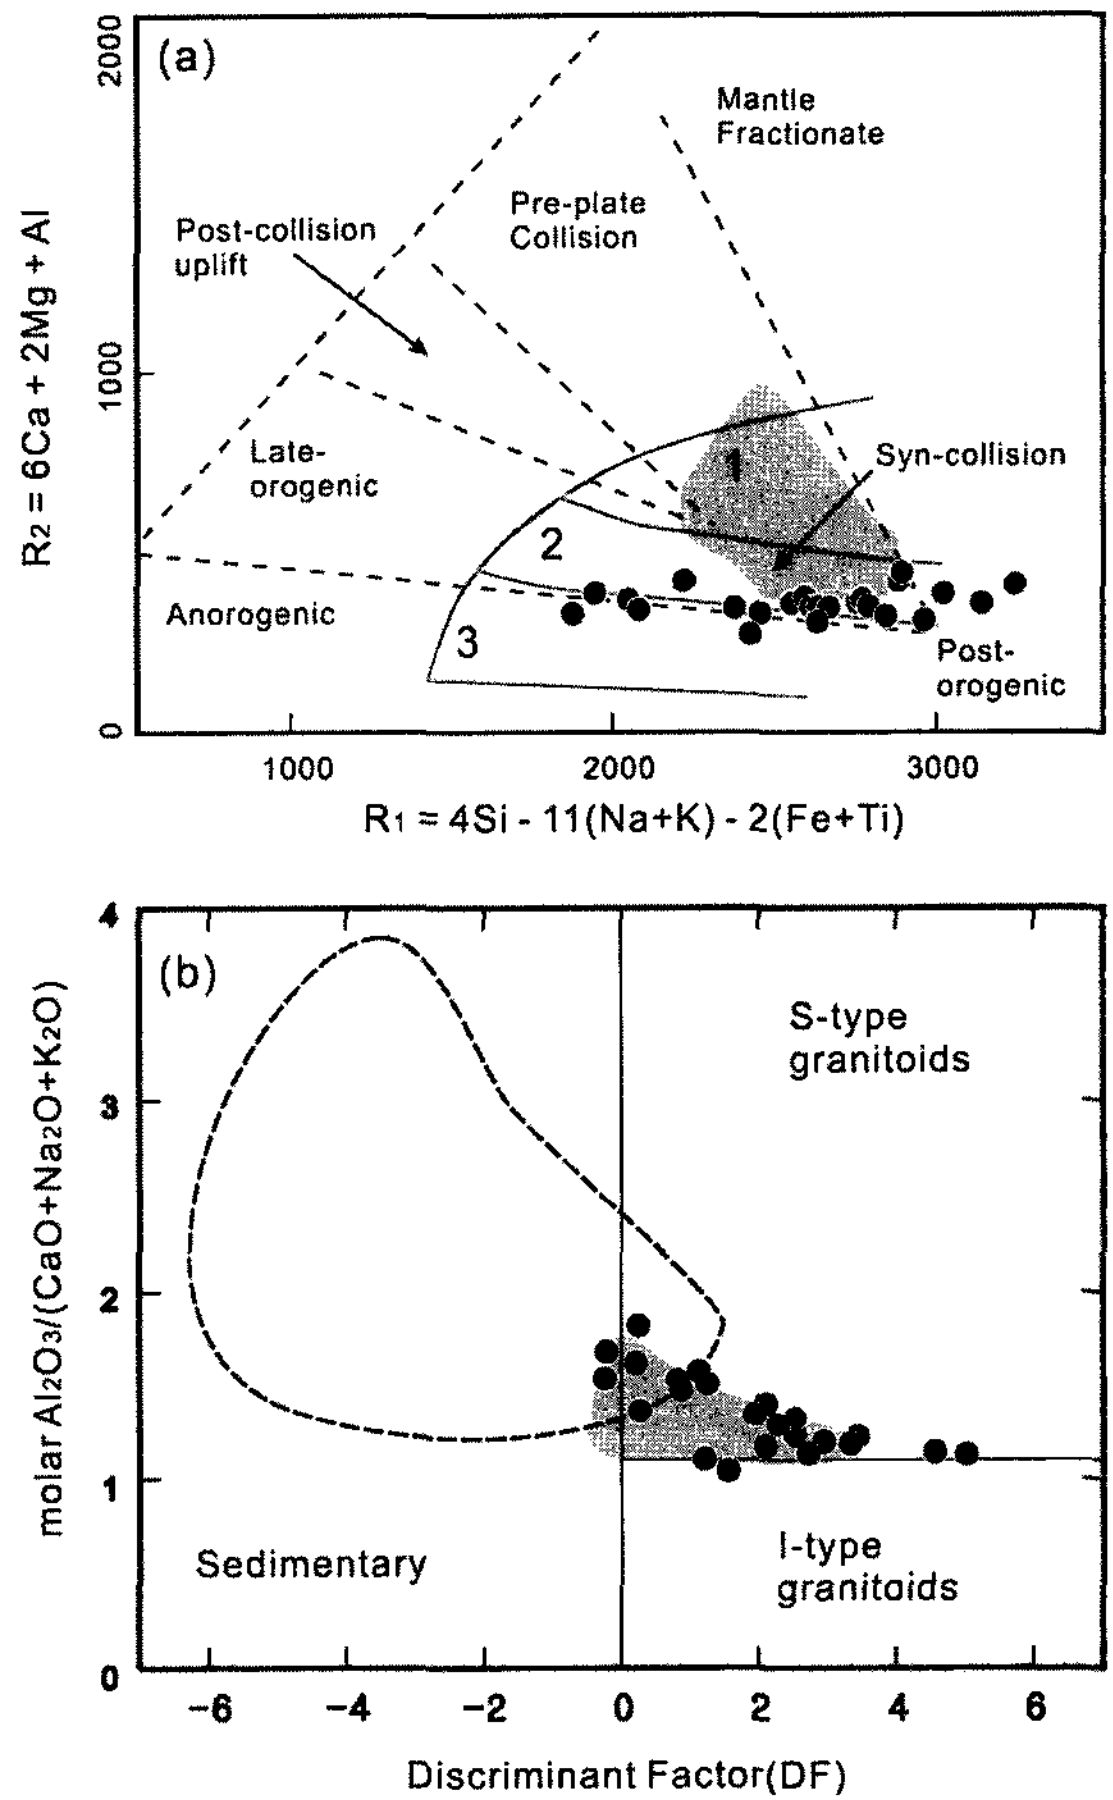 (a)
2000
1000
0
R2 = 6Ca + 2Mg + Al
Mantle
Fractionate
Pre-plate
Collision
Post-collision
uplift
Late-
orogenic
Anorogenic
1
2
3
Syn-collision
Post-
orogenic
1000
2000
3000
R1 = 4Si - 11(Na+K) - 2(Fe+Ti)
(b)
4
3
2
1
0
molar Al2O3/(CaO+Na2O+K2O)
S-type
granitoids
Sedimentary
I-type
granitoids
-6
-4
-2
0
2
4
6
Discriminant Factor(DF)